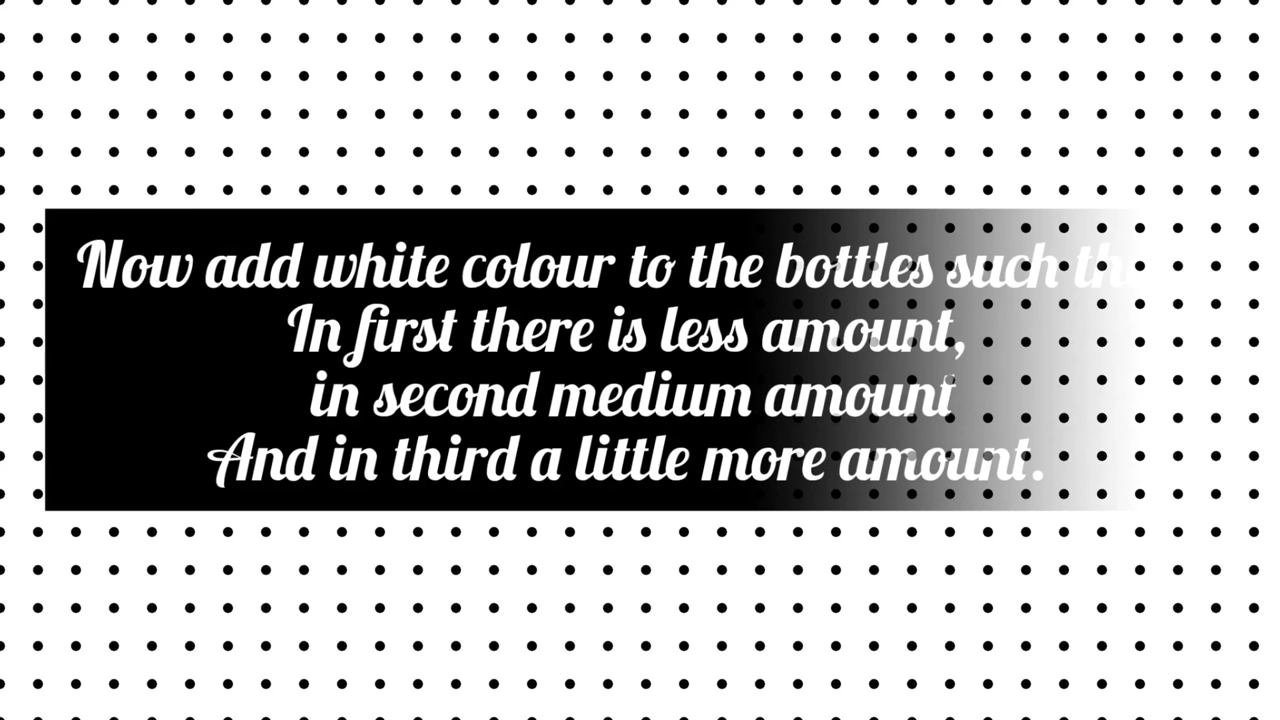 Now add white colour to the bottles such
In first there is less amount,
in second medium amount
And in third a little more amount.